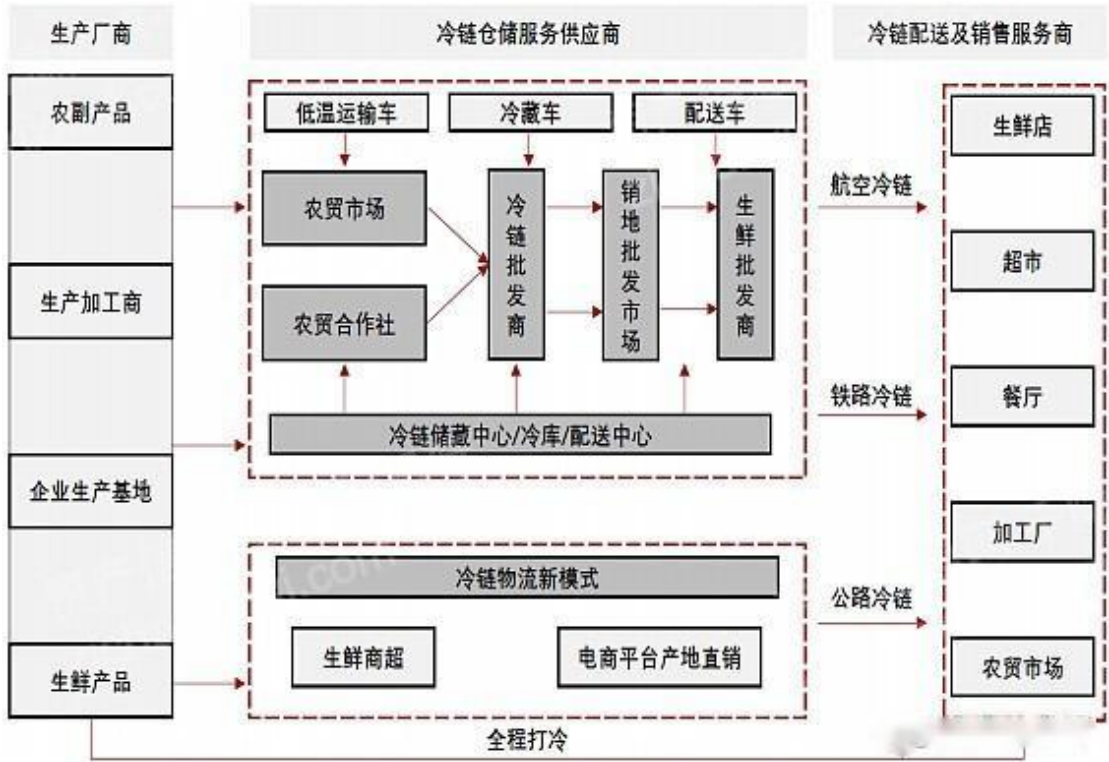 生产厂商
冷链仓储服务供应商
冷链配送及销售服务商
农副产品
生产加工商
企业生产基地
生鲜产品
低温运输车
冷藏车
配送车
农贸市场
农贸合作社
冷链批发商
销地批发市场
生鲜批发商
冷链储藏中心/冷库/配送中心
冷链物流新模式
生鲜商超
电商平台产地直销
航空冷链
铁路冷链
公路冷链
生鲜店
超市
餐厅
加工厂
农贸市场
全程打冷